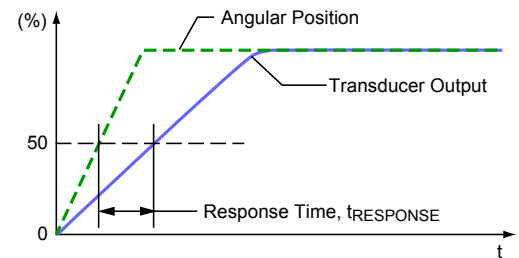 (%)
Angular Position
Transducer Output
50
Response Time, tRESPONSE
0
t